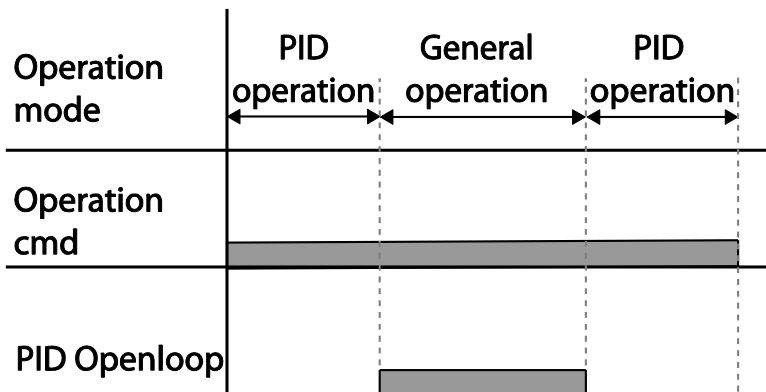 Operation
mode
PID
operation
General
operation
PID
operation
Operation
cmd
PID Openloop